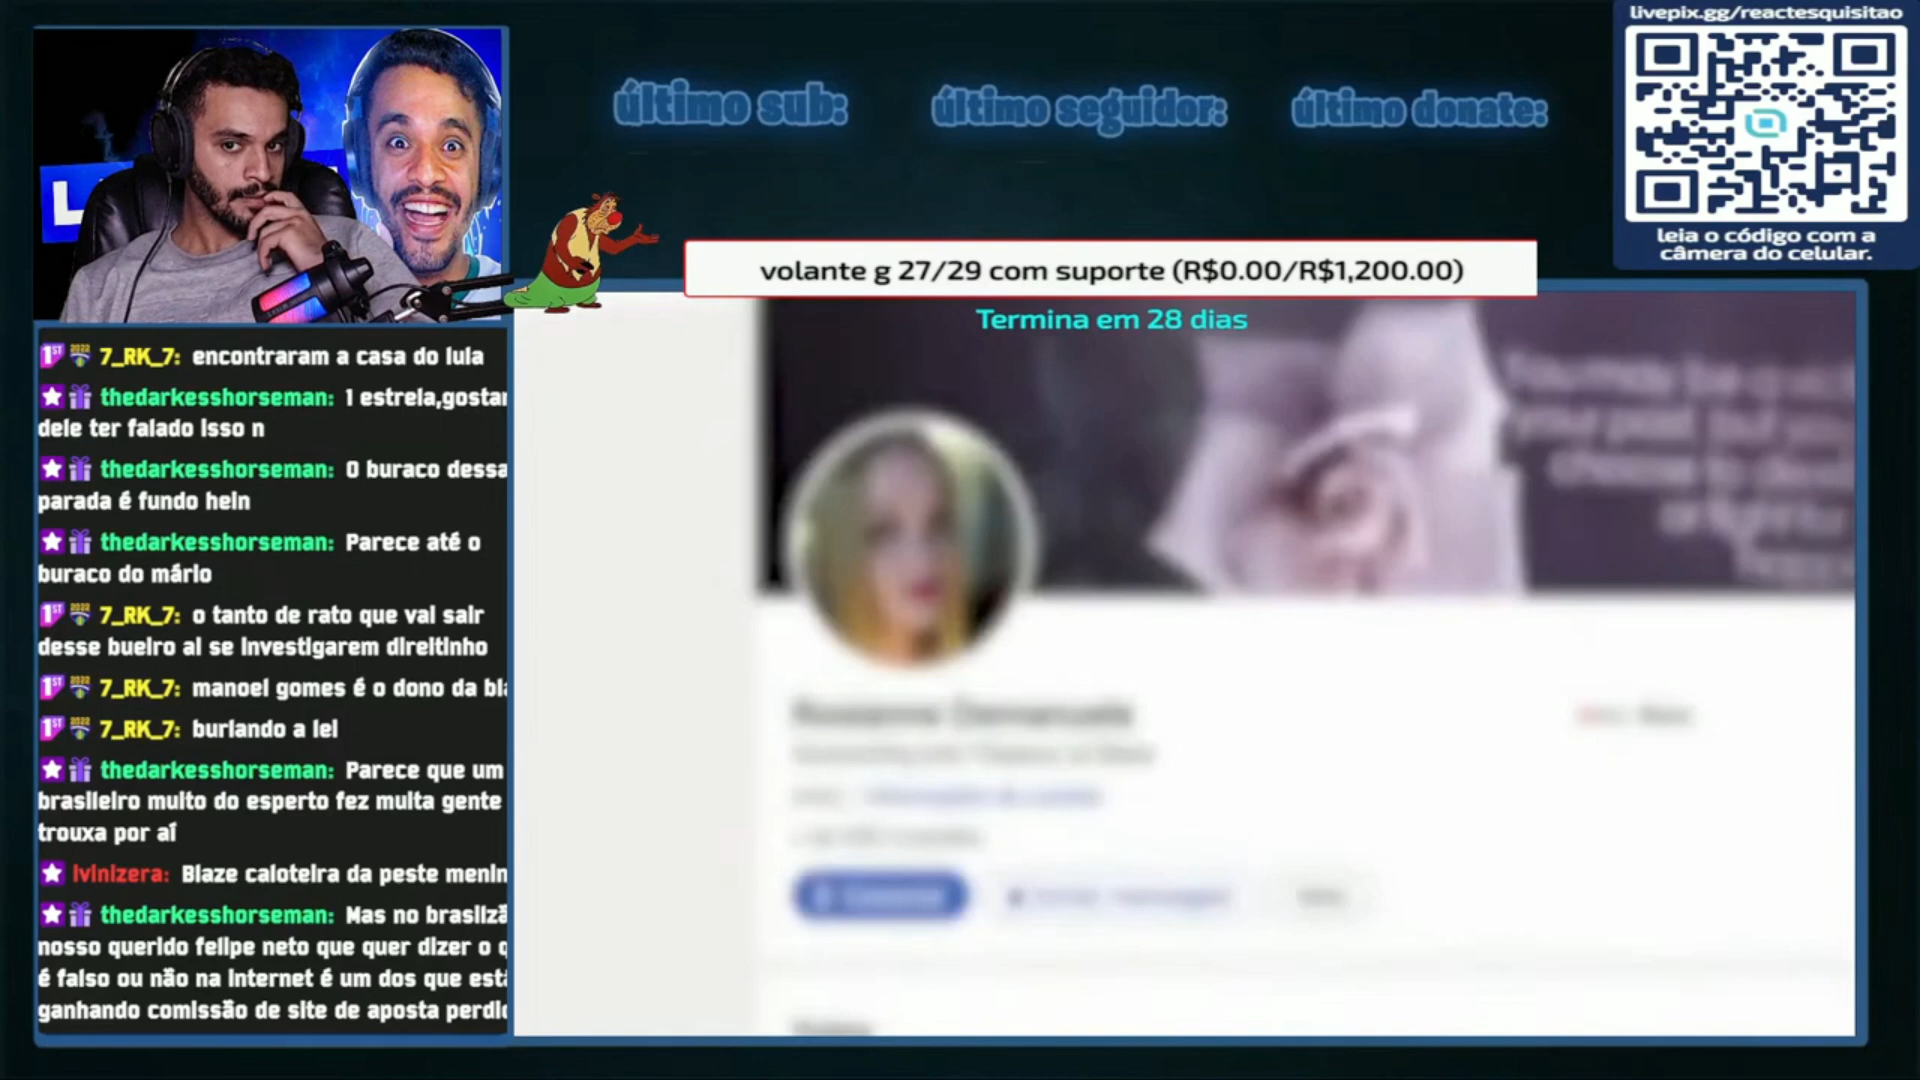 livepix.gg/reactesquisitao
último sub:
último seguidor:
último donate:
leia o código com a
câmera do celular.
volante g 27/29 com suporte (R$0.00/R$1,200.00)
Termina em 28 dias
7_RK_7: encontraram a casa do lula
thedarkesshorseman: 1 estrela,gostar
dele ter falado isso n
thedarkesshorseman: O buraco dessa
parada é fundo hein
thedarkesshorseman: Parece até o
buraco do mário
7_RK_7: o tanto de rato que vai sair
desse bueiro ai se investigarem direitinho
7_RK_7: manoel gomes é o dono da bla
7_RK_7: burlando a lei
thedarkesshorseman: Parece que um
brasileiro muito do esperto fez muita gente
trouxa por aí
ivinizera: Blaze caloteira da peste menin
thedarkesshorseman: Mas no brasilzã
nosso querido felipe neto que quer dizer o q
é falso ou não na internet é um dos que está
ganhando comissão de site de aposta perdid